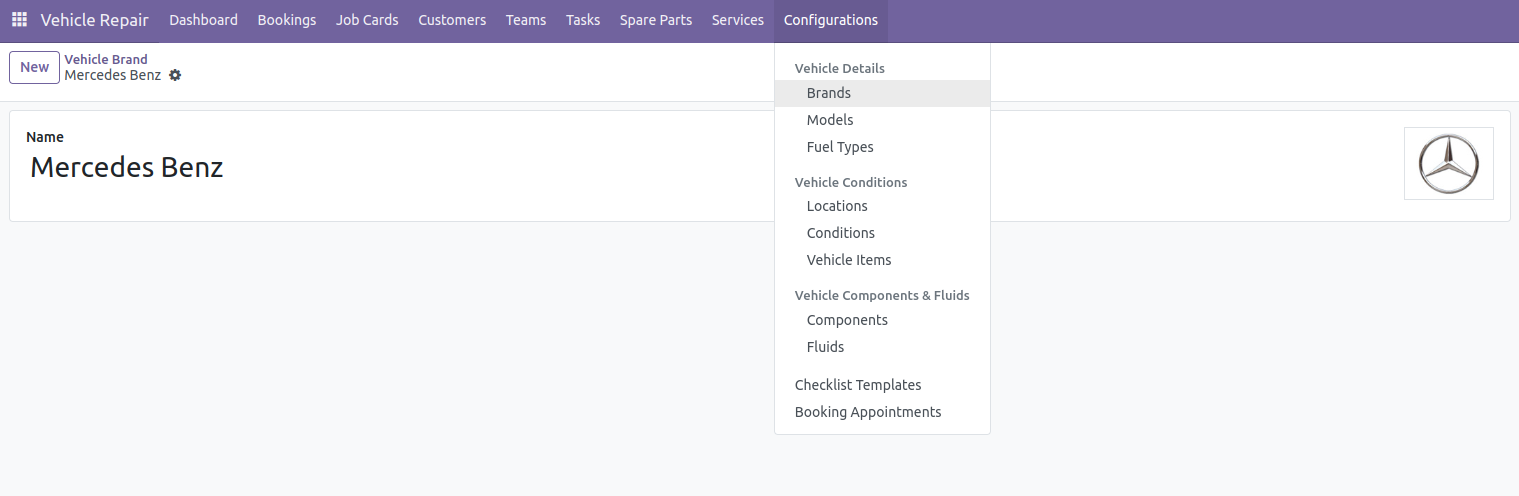 Vehicle Repair Dashboard Bookings Job Cards Customers Teams Tasks Spare Parts Services Configurations
New
Vehicle Brand
Mercedes Benz
Name
Mercedes Benz
Vehicle Details
Brands
Models
Fuel Types
Vehicle Conditions
Locations
Conditions
Vehicle Items
Vehicle Components & Fluids
Components
Fluids
Checklist Templates
Booking Appointments